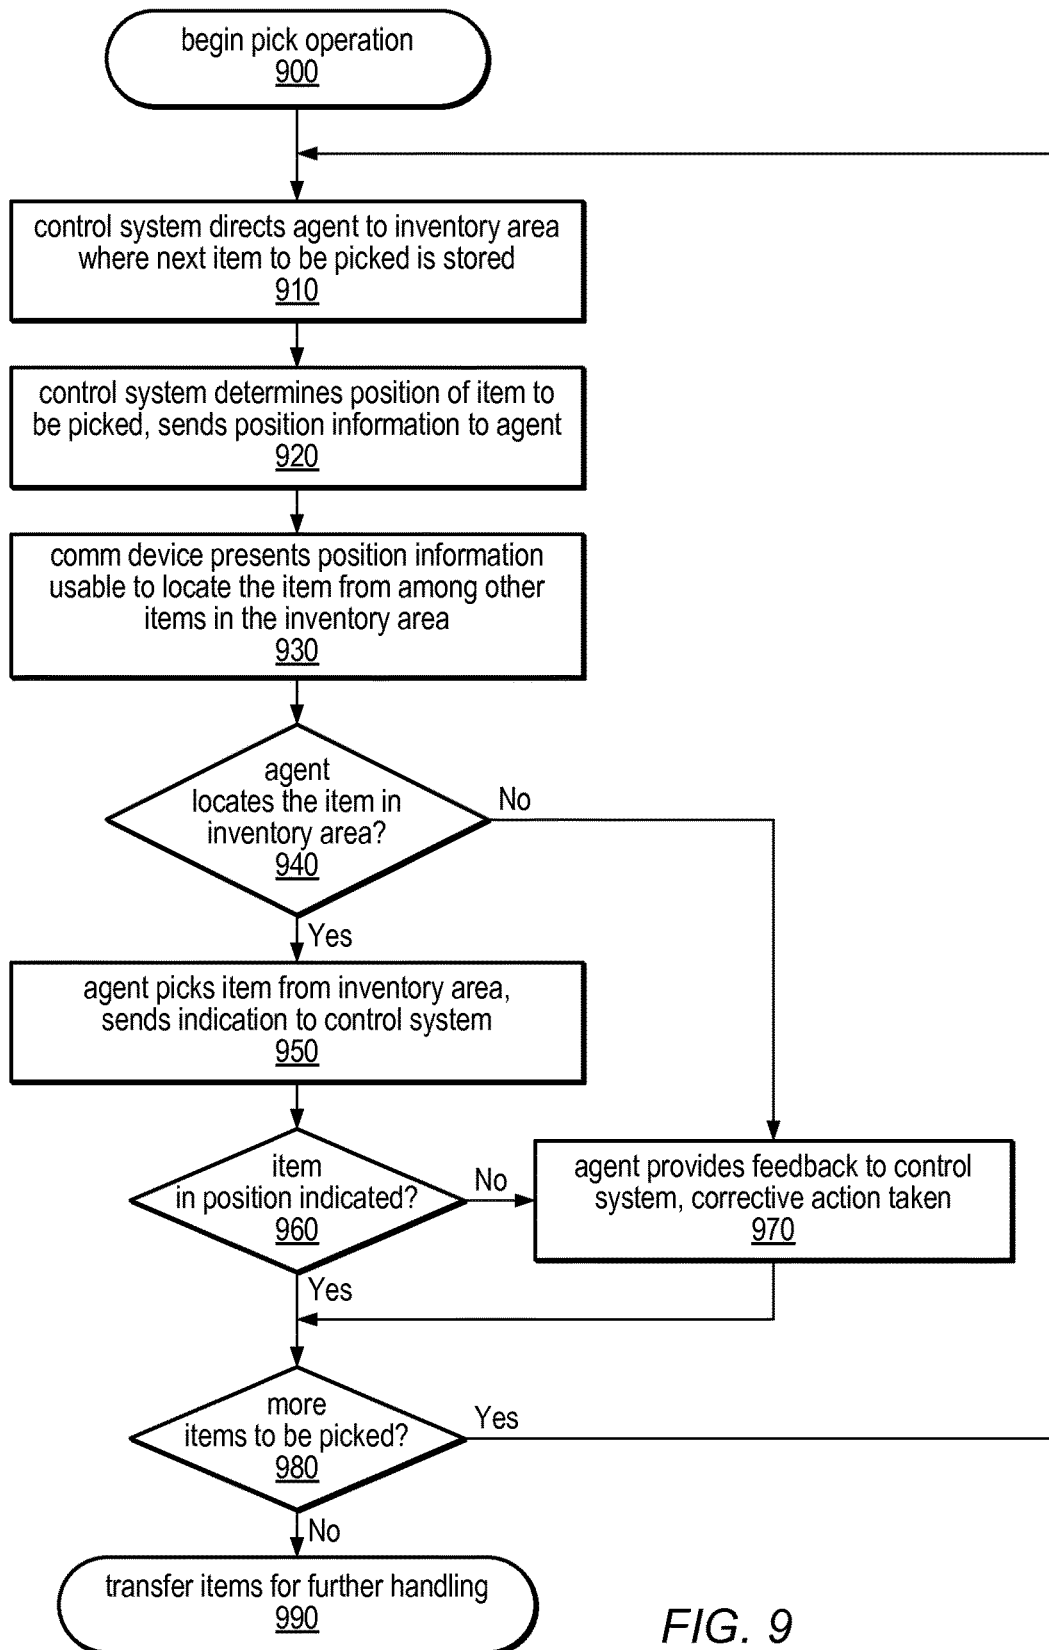 begin pick operation
900
control system directs agent to inventory area
where next item to be picked is stored
910
control system determines position of item to
be picked, sends position information to agent
920
comm device presents position information
usable to locate the item from among other
items in the inventory area
930
agent
locates the item in
inventory area?
940
No
Yes
agent picks item from inventory area,
sends indication to control system
950
item
in position indicated?
960
No
Yes
agent provides feedback to control
system, corrective action taken
970
more
items to be picked?
980
Yes
No
transfer items for further handling
990
FIG. 9